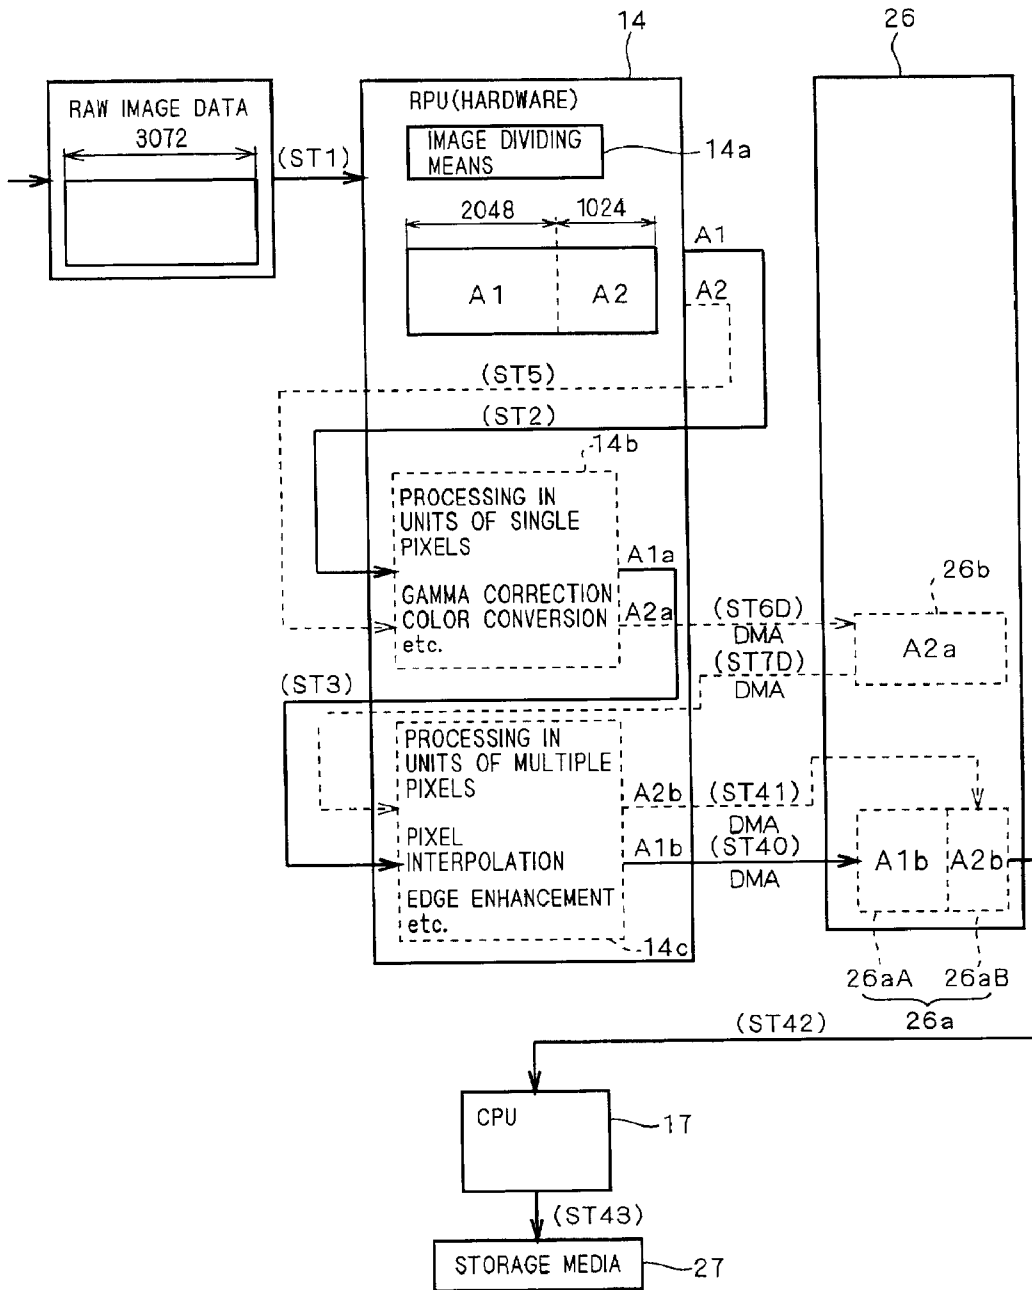 14
26
RAW IMAGE DATA
3072
(ST1)
RPU(HARDWARE)
IMAGE DIVIDING
MEANS
14a
2048
1024
A1
A1
A2
A2
(ST5)
(ST2)
14b
PROCESSING IN
UNITS OF SINGLE
PIXELS
GAMMA CORRECTION
COLOR CONVERSION
etc.
A1a
A2a
(ST6D)
DMA
26b
A2a
(ST7D)
DMA
(ST3)
PROCESSING IN
UNITS OF MULTIPLE
PIXELS
PIXEL
INTERPOLATION
EDGE ENHANCEMENT
etc.
14c
A2b
(ST41)
DMA
A1b
(ST40)
DMA
A1b
A2b
26aA
26aB
26a
(ST42)
CPU
17
(ST43)
STORAGE MEDIA
27